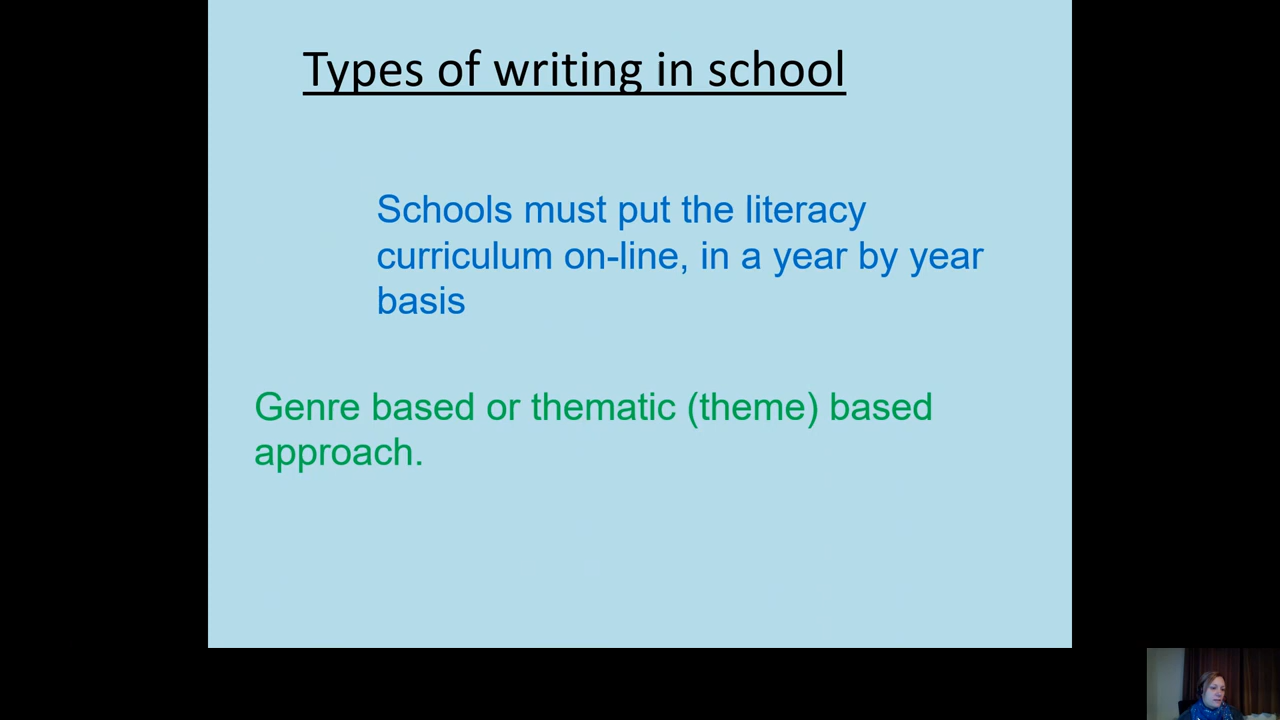 Types of writing in school
Schools must put the literacy
curriculum on-line, in a year by year
basis
Genre based or thematic (theme) based
approach.